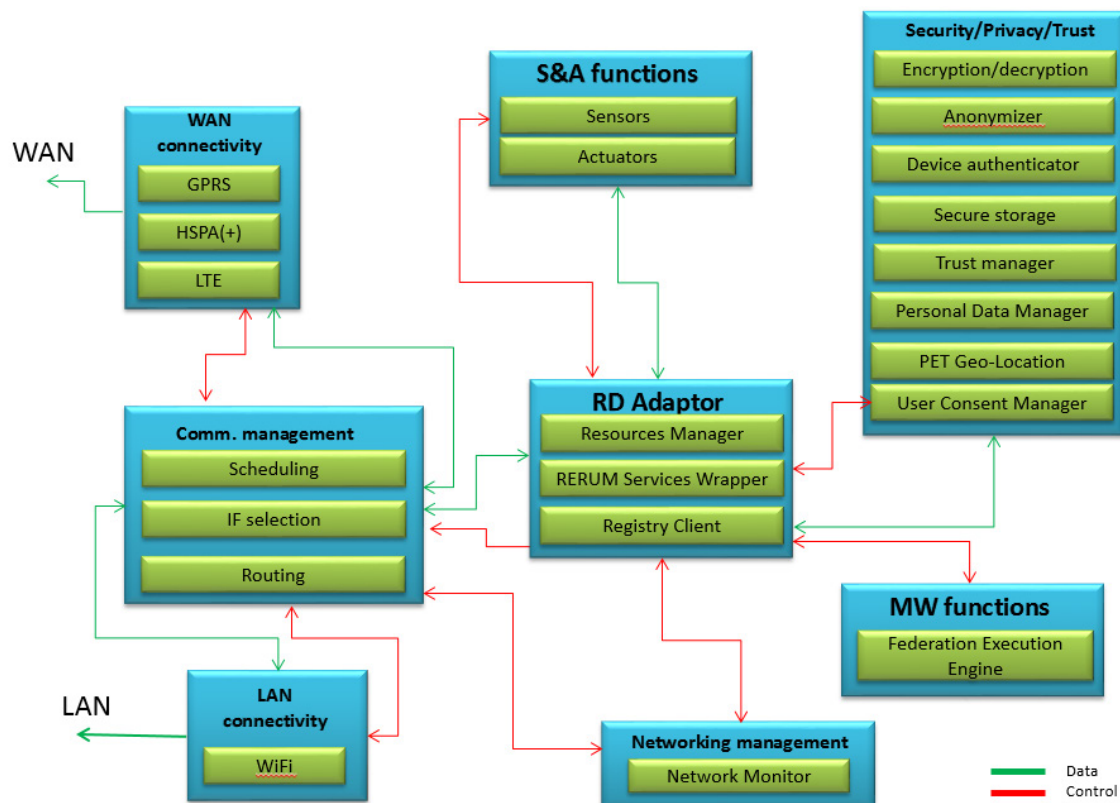 Security/Privacy/Trust
Encryption/decryption
Anonymizer
Device authenticator
Secure storage
Trust manager
Personal Data Manager
PET Geo-Location
User Consent Manager
S&A functions
Sensors
Actuators
WAN
WAN
connectivity
GPRS
HSPA(+)
LTE
RD Adaptor
Resources Manager
RERUM Services Wrapper
Registry Client
Comm. management
Scheduling
IF selection
Routing
MW functions
Federation Execution
Engine
LAN
LAN
connectivity
WiFi
Networking management
Network Monitor
Data
Control